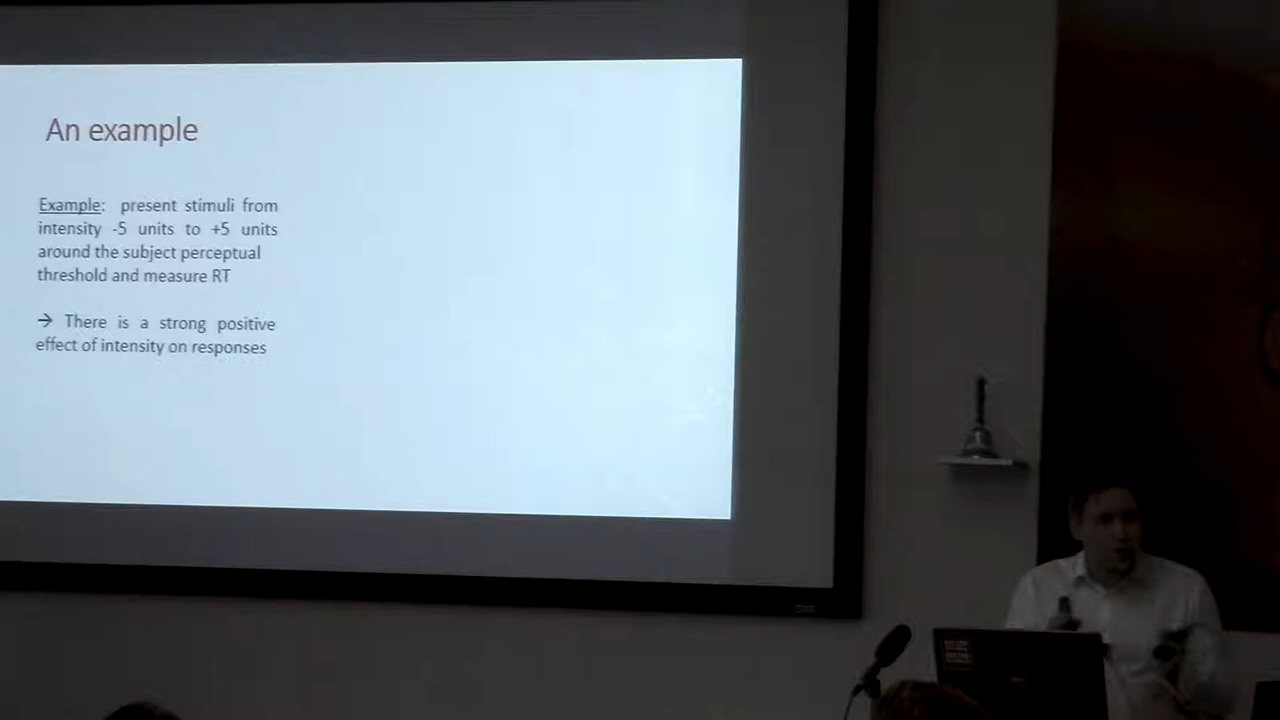 An example
Example: present stimuli from
intensity -5 units to +5 units
around the subject perceptual
threshold and measure RT
→ There is a strong positive
effect of intensity on responses